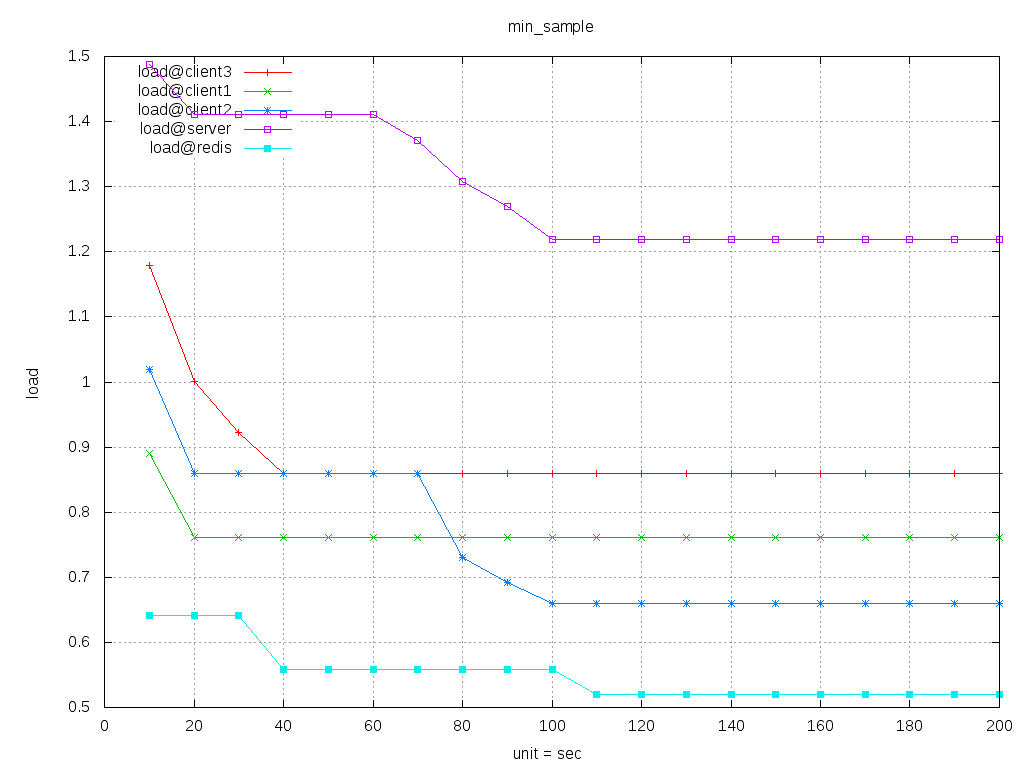 min_sample
1.5
1.4
1.3
1.2
1.1
1
0.9
0.8
0.7
0.6
0.5
load
load@client3
load@client1
load@client2
load@server
load@redis
0 20 40 60 80 100 120 140 160 180 200
unit = sec